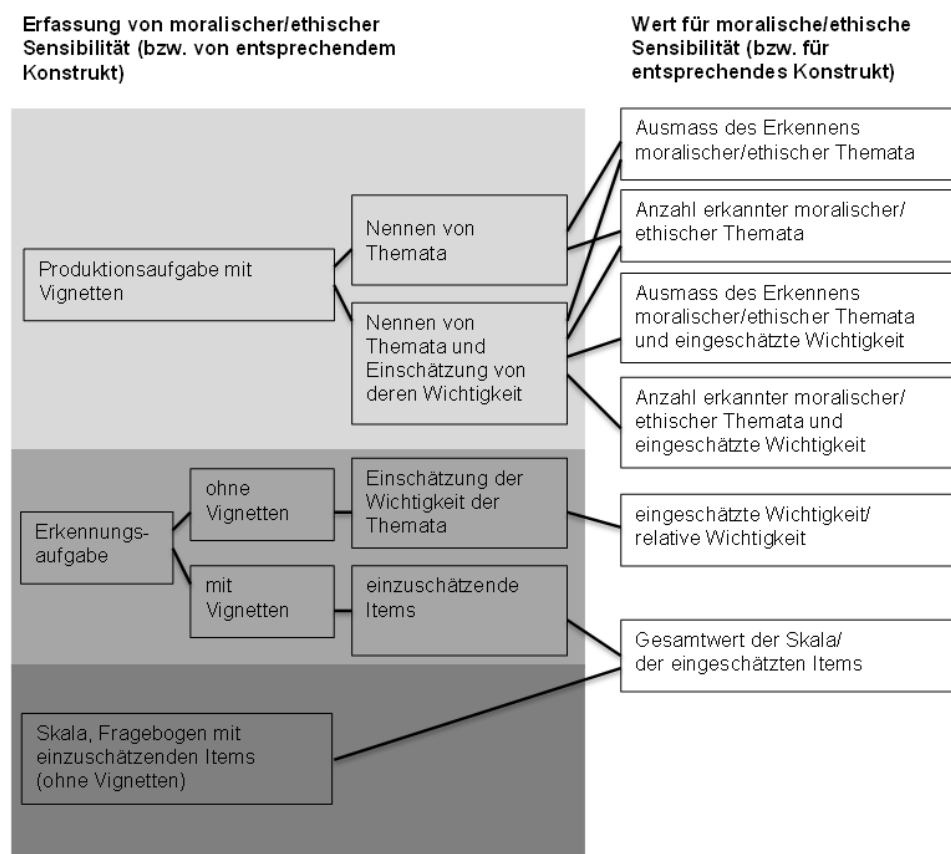 Erfassung von moralischer/ethischer
Sensibilität (bzw. von entsprechendem
Konstrukt)
Wert für moralische/ethische
Sensibilität (bzw. für
entsprechendes Konstrukt)
Produktionsaufgabe mit
Vignetten
Nennen von
Themata
Nennen von
Themata und
Einschätzung von
deren Wichtigkeit
Ausmass des Erkennens
moralischer/ethischer Themata
Anzahl erkannter moralischer/
ethischer Themata
Ausmass des Erkennens
moralischer/ethischer Themata
und eingeschätzte Wichtigkeit
Anzahl erkannter moralischer/
ethischer Themata und
eingeschätzte Wichtigkeit
Erkennungs-
aufgabe
ohne
Vignetten
Einschätzung der
Wichtigkeit der
Themata
eingeschätzte Wichtigkeit/
relative Wichtigkeit
mit
Vignetten
einzuschätzende
Items
Gesamtwert der Skala/
der eingeschätzten Items
Skala, Fragebogen mit
einzuschätzenden Items
(ohne Vignetten)